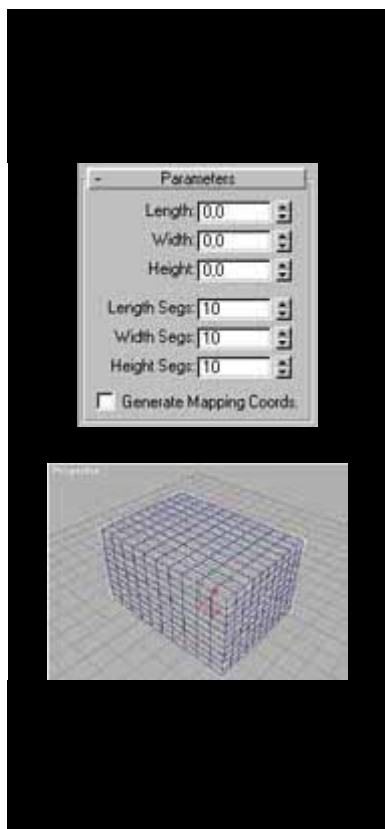 - Parameters
Length: 0,0
Width: 0,0
Height: 0,0
Length Segs: 10
Width Segs: 10
Height Segs: 10
Generate Mapping Coords.
Perspective